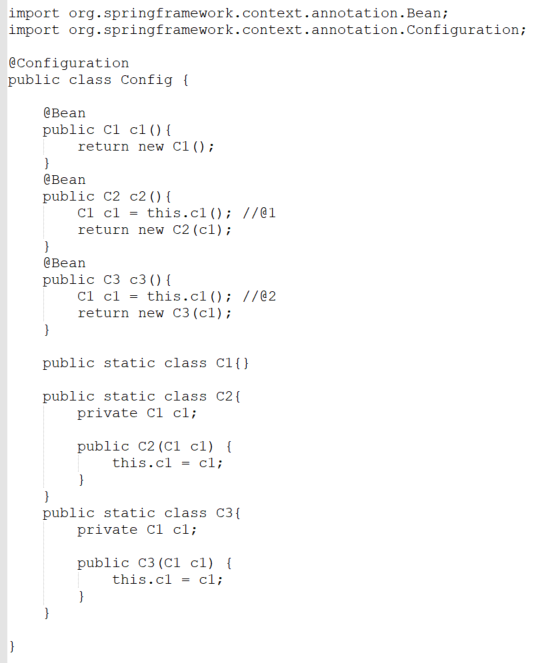 import org.springframework.context.annotation.Bean;
import org.springframework.context.annotation.Configuration;

@Configuration
public class Config {

    @Bean
    public C1 c1(){
        return new C1();
    }
    @Bean
    public C2 c2(){
        C1 c1 = this.c1(); //@1
        return new C2(c1);
    }
    @Bean
    public C3 c3(){
        C1 c1 = this.c1(); //@2
        return new C3(c1);
    }

    public static class C1{}

    public static class C2{
        private C1 c1;

        public C2(C1 c1) {
            this.c1 = c1;
        }
    }
    public static class C3{
        private C1 c1;

        public C3(C1 c1) {
            this.c1 = c1;
        }
    }

}